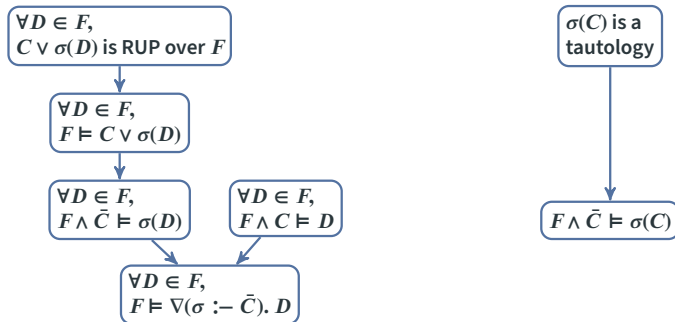 ∀D ∈ F,
C ∨ σ(D) is RUP over F
σ(C) is a
tautology
∀D ∈ F,
F ⊨ C ∨ σ(D)
∀D ∈ F,
F ∧ C̄ ⊨ σ(D)
∀D ∈ F,
F ∧ C ⊨ D
F ∧ C̄ ⊨ σ(C)
∀D ∈ F,
F ⊨ ∇(σ :– C̄). D